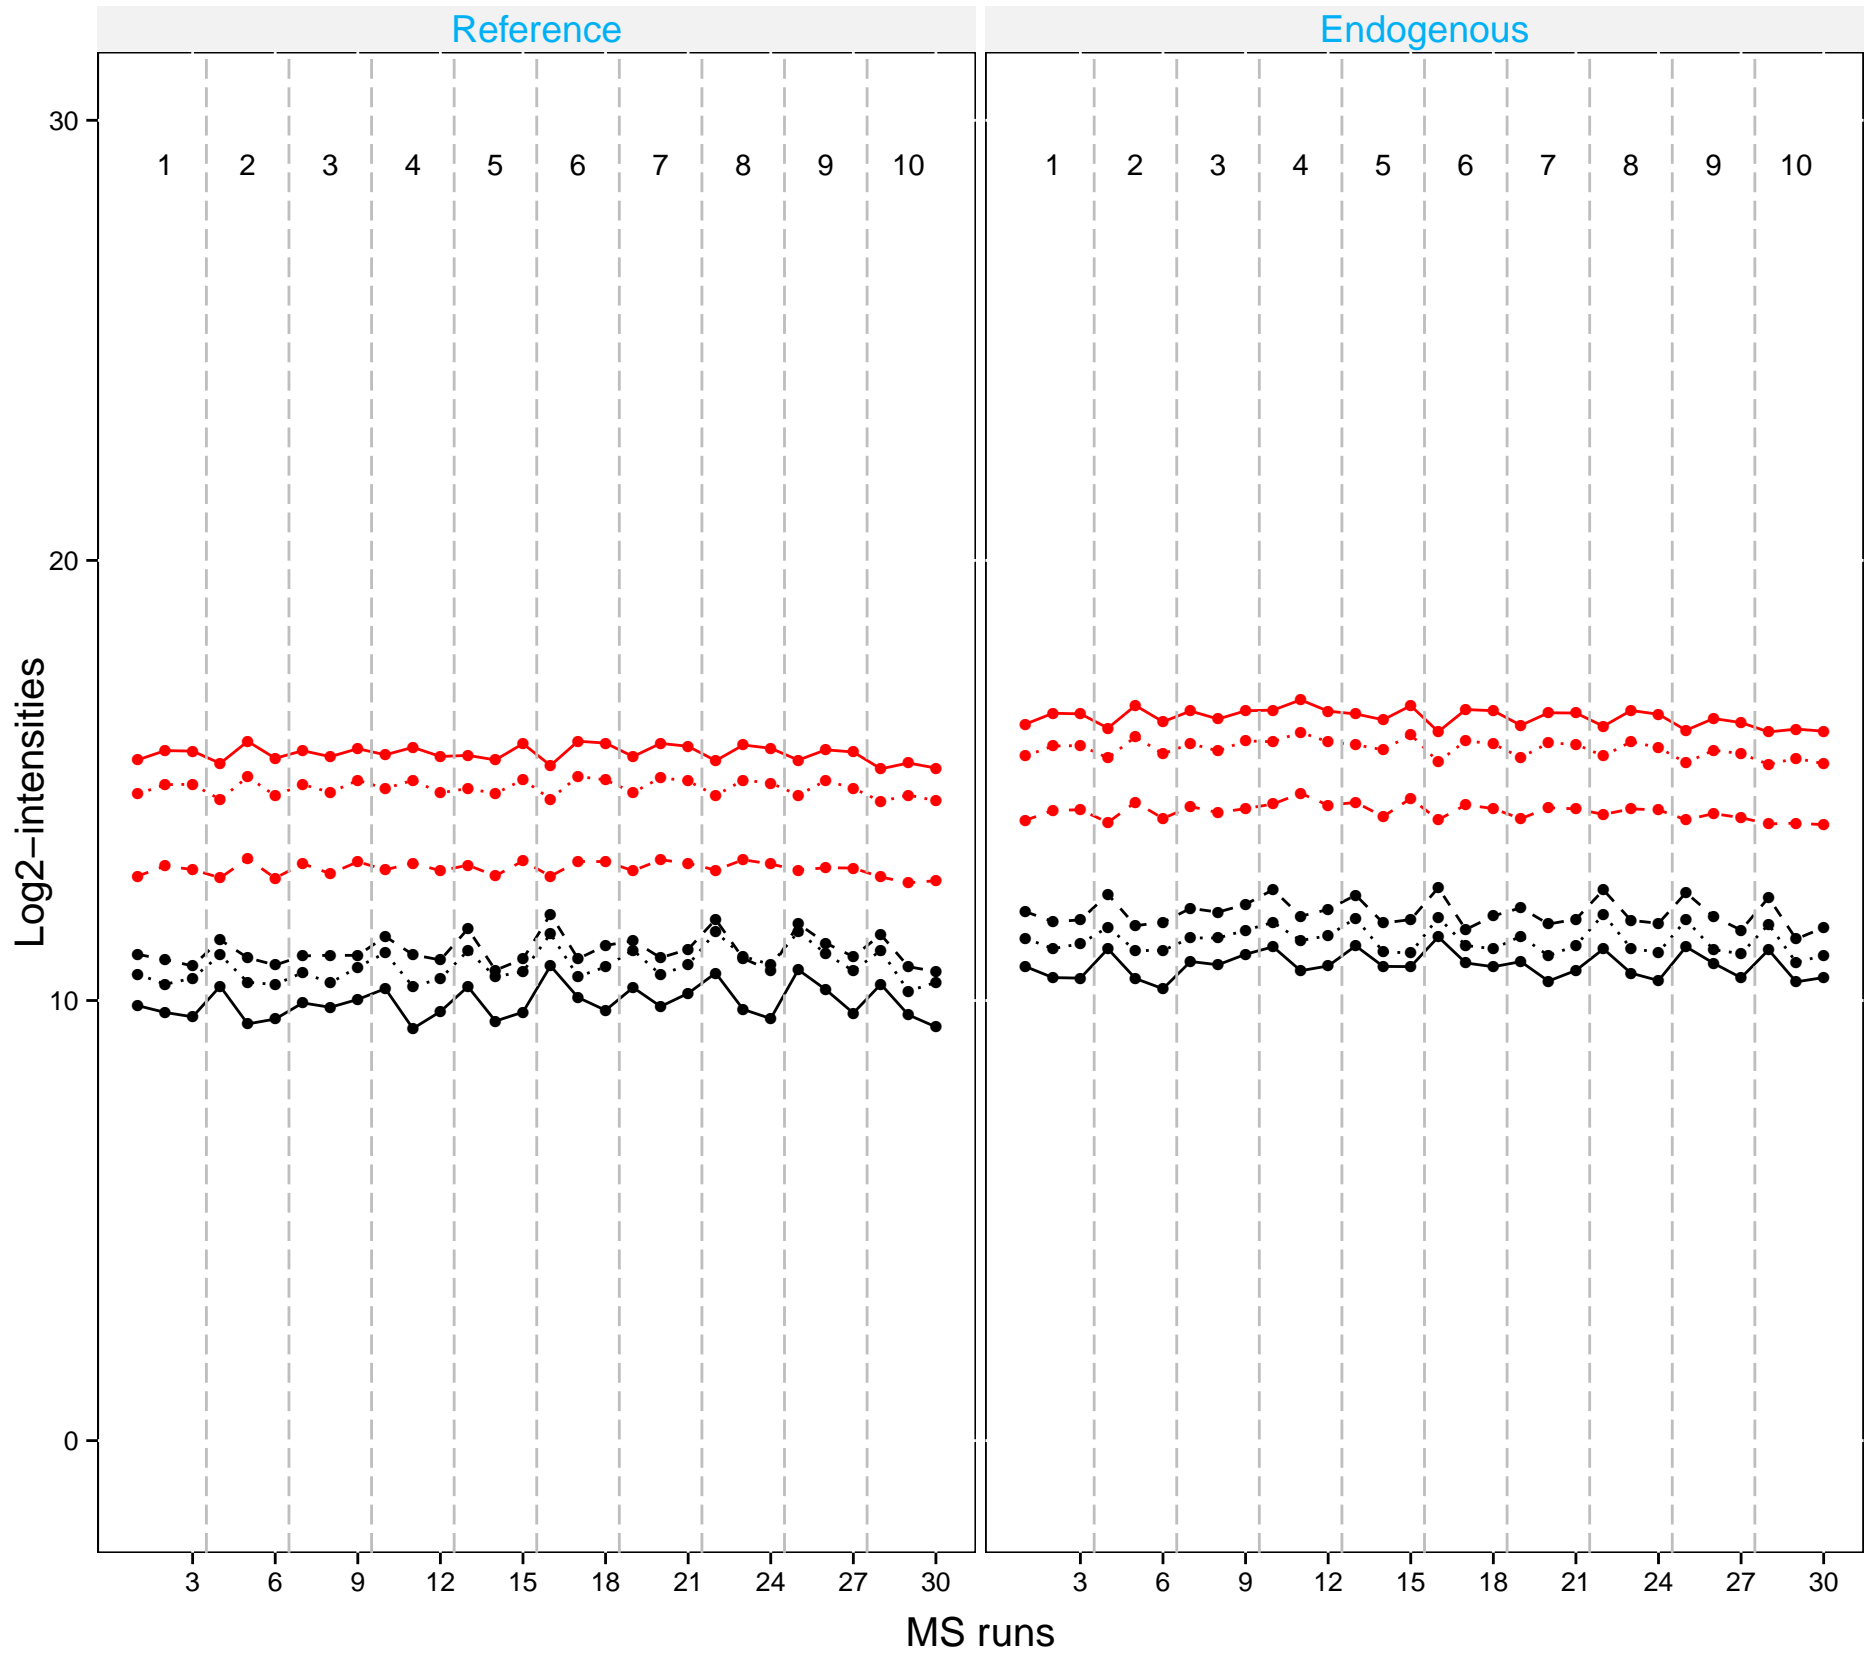 Reference Endogenous
30
1 2 3 4 5 6 7 8 9 10 1 2 3 4 5 6 7 8 9 10
20
Log2-intensities
10
0
3 6 9 12 15 18 21 24 27 30 3 6 9 12 15 18 21 24 27 30
MS runs